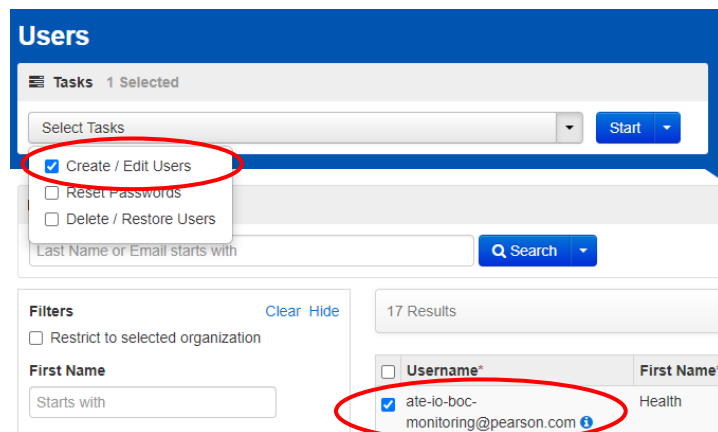 Users
Tasks 1 Selected
Select Tasks
Start
Create / Edit Users
Reset Passwords
Delete / Restore Users
Last Name or Email starts with
Search
Filters Clear Hide
17 Results
Restrict to selected organization
First Name
Username* First Name*
Starts with
ate-io-boc- Health
monitoring@pearson.com